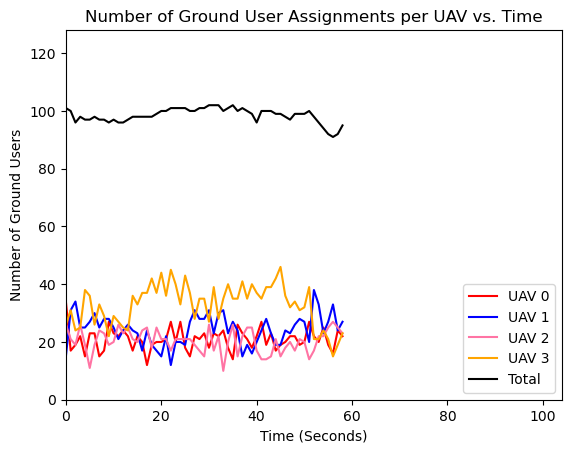 Number of Ground User Assignments per UAV vs. Time
Number of Ground Users
120
100
80
60
40
20
0
0 20 40 60 80 100
Time (Seconds)
UAV 0
UAV 1
UAV 2
UAV 3
Total